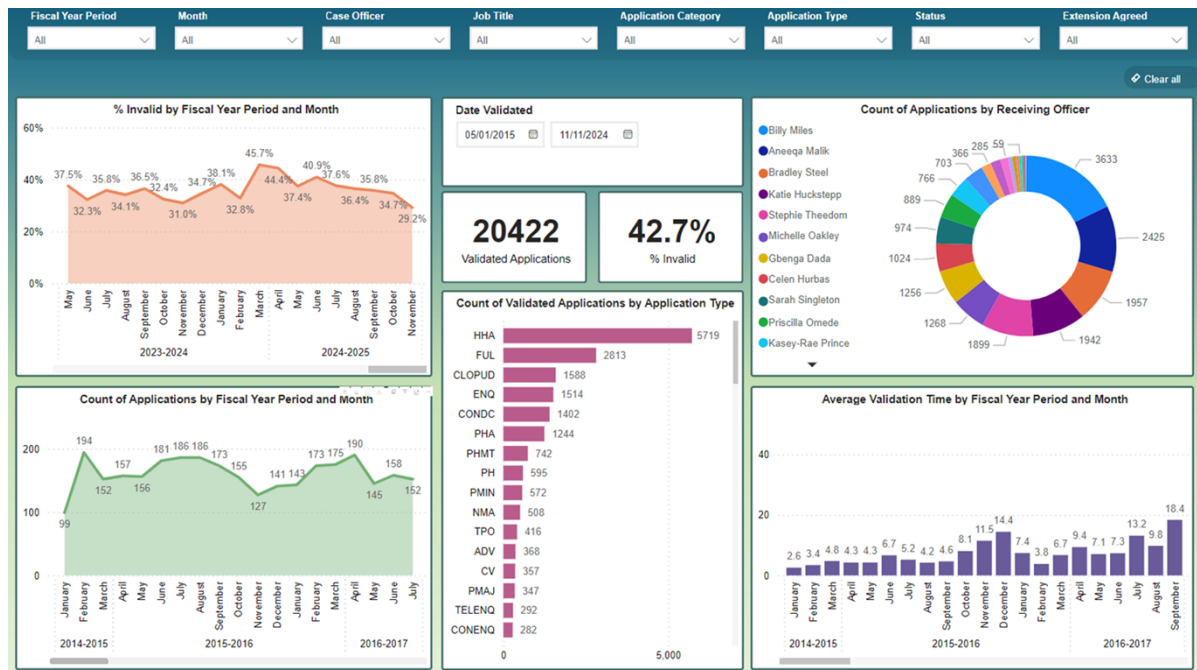 Fiscal Year Period Month Case Officer Job Title Application Category Application Type Status Extension Agreed
All All All All All All All All
Clear all
% Invalid by Fiscal Year Period and Month
60%
40%
20%
0%
37.5% 32.3% 35.8% 34.1% 36.5% 32.4% 31.0% 34.7% 38.1% 32.8% 45.7% 44.4% 37.4% 40.9% 37.6% 36.4% 35.8% 34.7% 29.2%
May June July August September October November December January February March April May June July August September October November
2023-2024 2024-2025
Date Validated
05/01/2015 11/11/2024
20422
Validated Applications
42.7%
% Invalid
Count of Applications by Receiving Officer
Billy Miles
Aneeqa Malik
Bradley Steel
Katie Huckstepp
Stephie Theedom
Michelle Oakley
Gbenga Dada
Celen Hurbas
Sarah Singleton
Priscilla Omede
Kasey-Rae Prince
3633
2425
1957
1942
1899
1268
1256
1024
974
889
766
703
366
285
59
Count of Applications by Fiscal Year Period and Month
200
100
0
99 194 152 157 156 181 186 186 173 155 127 141 143 173 175 190 145 158 152
January February March April May June July August September October November December January February March April May June July
2014-2015 2015-2016 2016-2017
Count of Validated Applications by Application Type
HHA 5719
FUL 2813
CLOPUD 1588
ENQ 1514
CONDC 1402
PHA 1244
PHMT 742
PH 595
PMIN 572
NMA 508
TPO 416
ADV 368
CV 357
PMAJ 347
TELENQ 292
CONENQ 282
0 5,000
Average Validation Time by Fiscal Year Period and Month
40
20
0
2.6 3.4 4.8 4.3 4.3 6.7 5.2 4.2 4.6 8.1 11.5 14.4 7.4 3.8 6.7 9.4 7.1 7.3 13.2 9.8 18.4
January February March April May June July August September October November December January February March April May June July August September
2014-2015 2015-2016 2016-2017